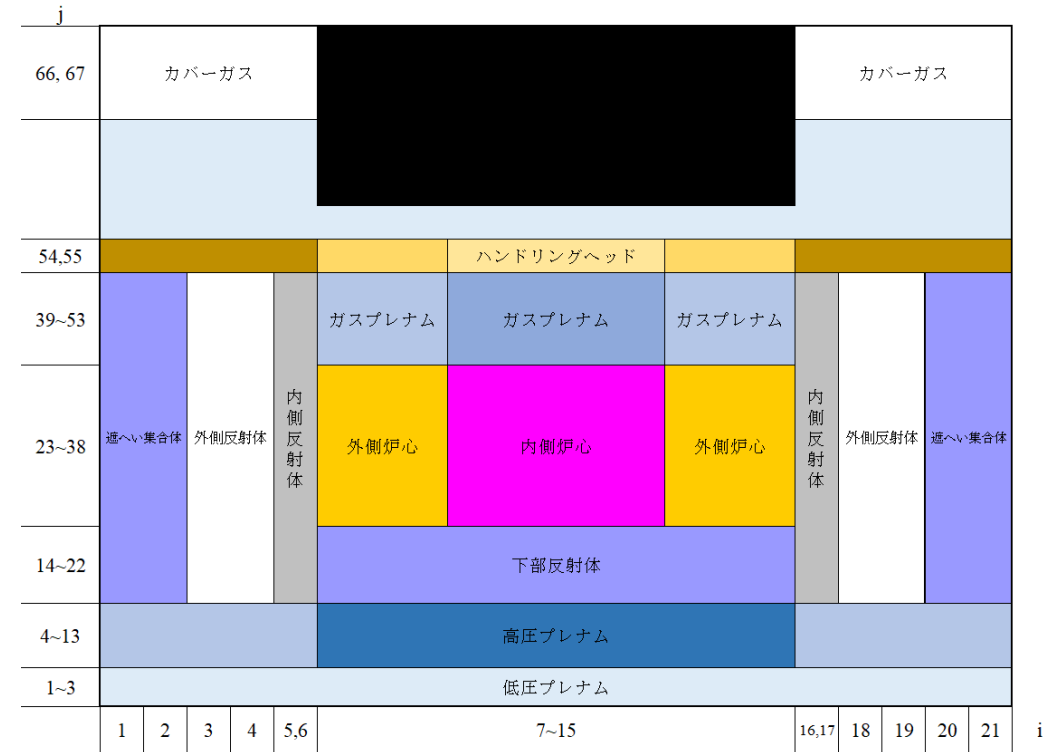 j
66, 67
カバーガス
カバーガス
54,55
ハンドリングヘッド
39~53
ガスプレナム
ガスプレナム
ガスプレナム
23~38
遮へい集合体
外側反射体
内側反射体
外側炉心
内側炉心
外側炉心
内側反射体
外側反射体
遮へい集合体
14~22
下部反射体
4~13
高圧プレナム
1~3
低圧プレナム
1 2 3 4 5,6 7~15 16,17 18 19 20 21 i